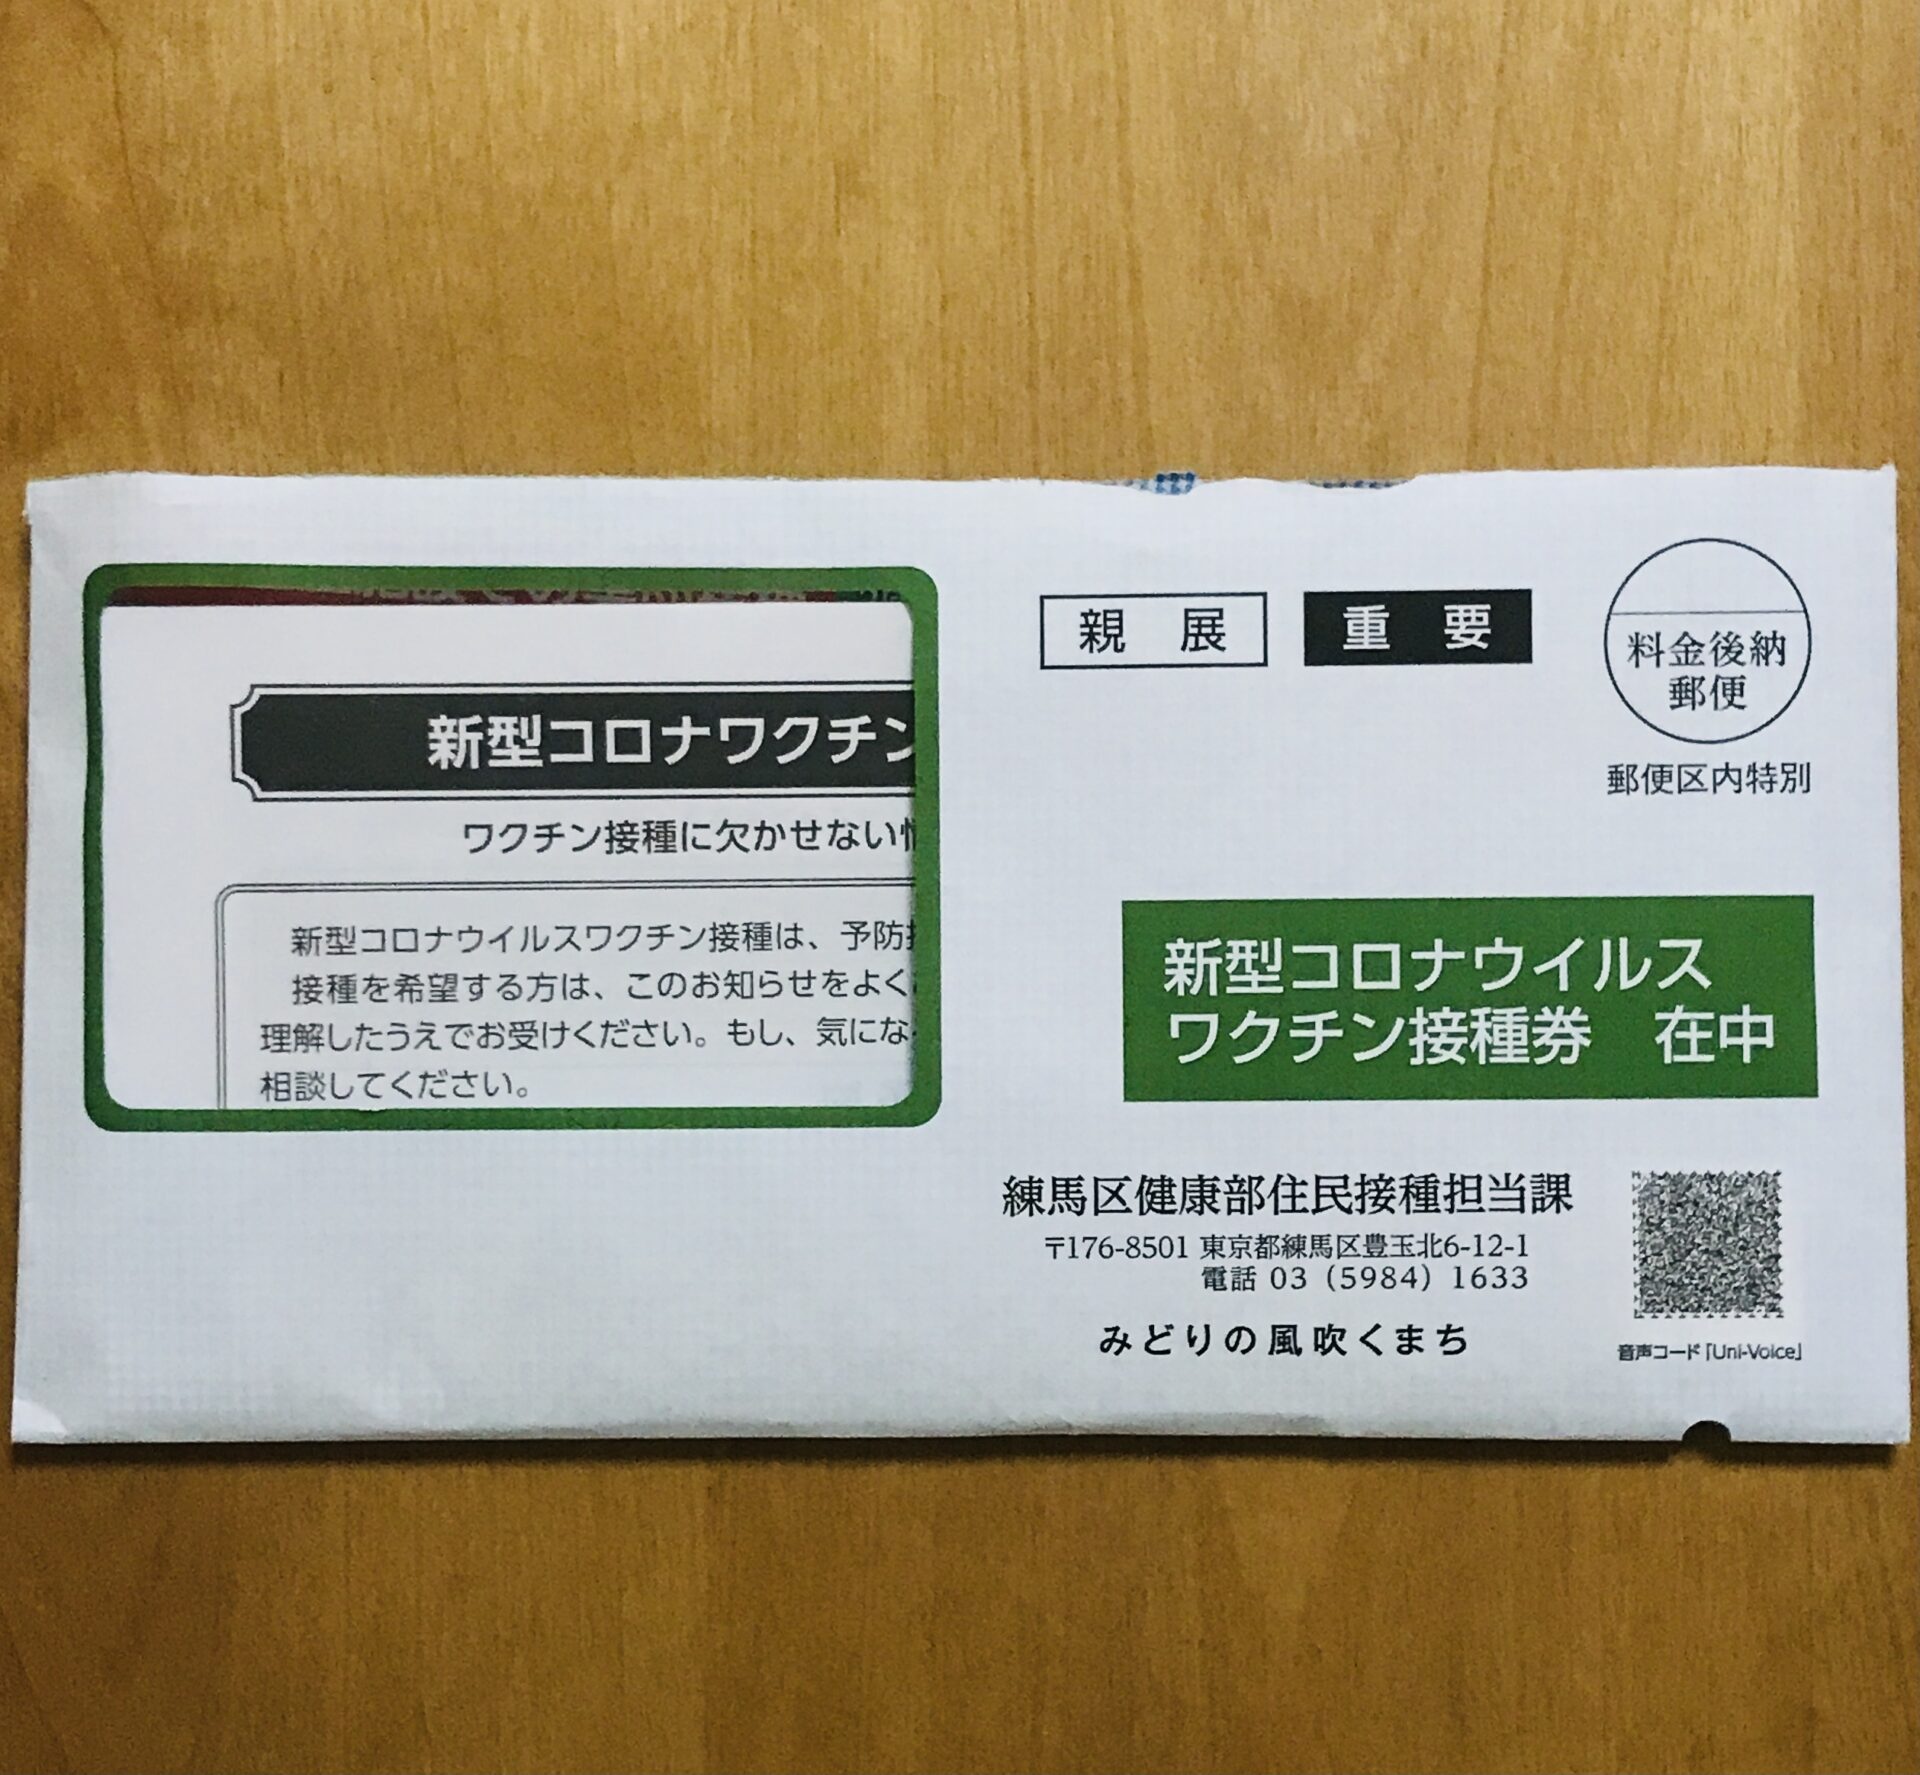 新型コロナワクチン
ワクチン接種に欠かせない
新型コロナウイルスワクチン接種は、予防
接種を希望する方は、このお知らせをよく
理解したうえでお受けください。もし、気にな
相談してください。
親 展
重 要
料金後納
郵便
郵便区内特別
新型コロナウイルス
ワクチン接種券 在中
練馬区健康部住民接種担当課
〒176-8501 東京都練馬区豊玉北6-12-1
電話 03（5984）1633
みどりの風吹くまち
音声コード「Uni-Voice」